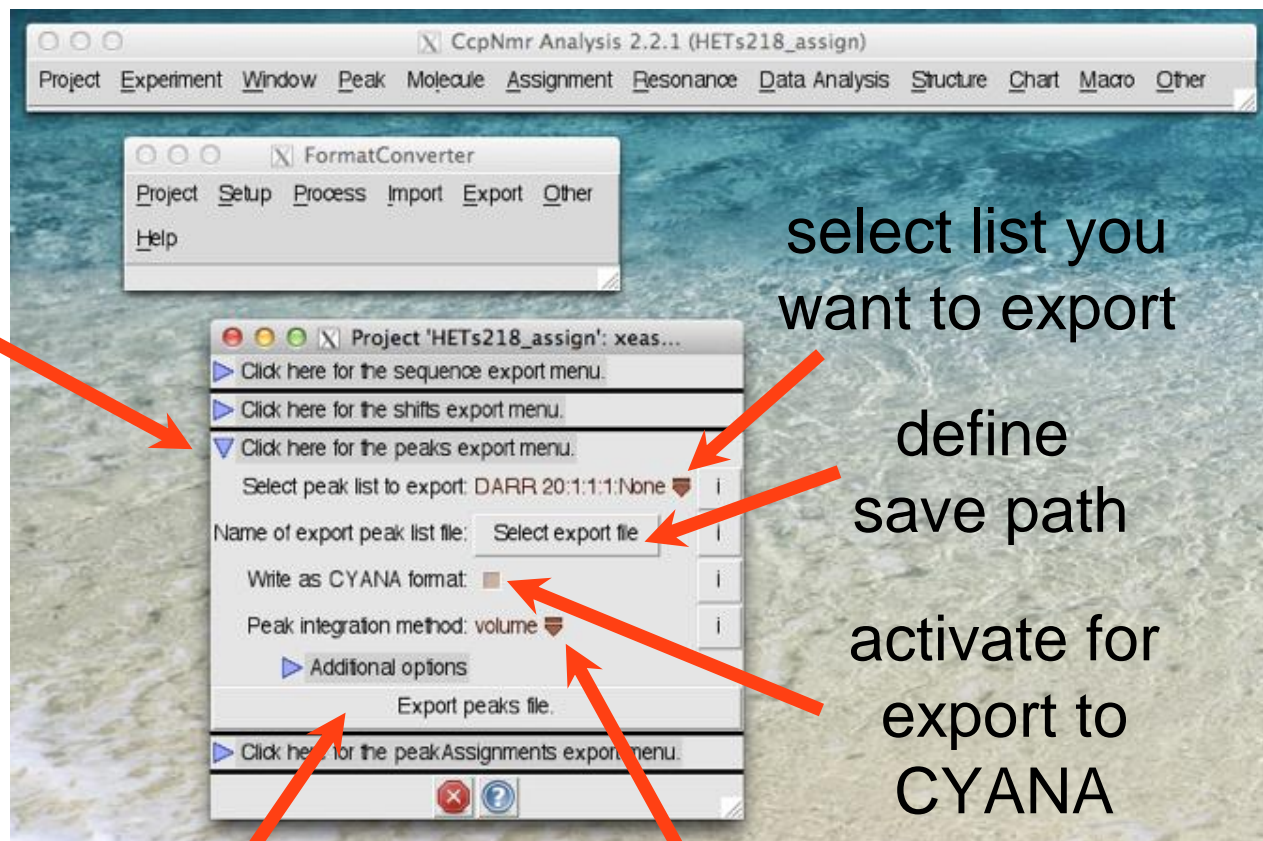 CcpNmr Analysis 2.2.1 (HETs218_assign)
Project Experiment Window Peak Molecule Assignment Resonance Data Analysis Structure Chart Macro Other
FormatConverter
Project Setup Process Import Export Other
Help
select list you
want to export
Project 'HETs218_assign': xeas...
Click here for the sequence export menu.
Click here for the shifts export menu.
Click here for the peaks export menu.
Select peak list to export: DARR 20:1:1:1:None i
define
save path
Name of export peak list file: Select export file i
Write as CYANA format: i
activate for
export to
CYANA
Peak integration method: volume i
Additional options
Export peaks file.
Click here for the peakAssignments export menu.